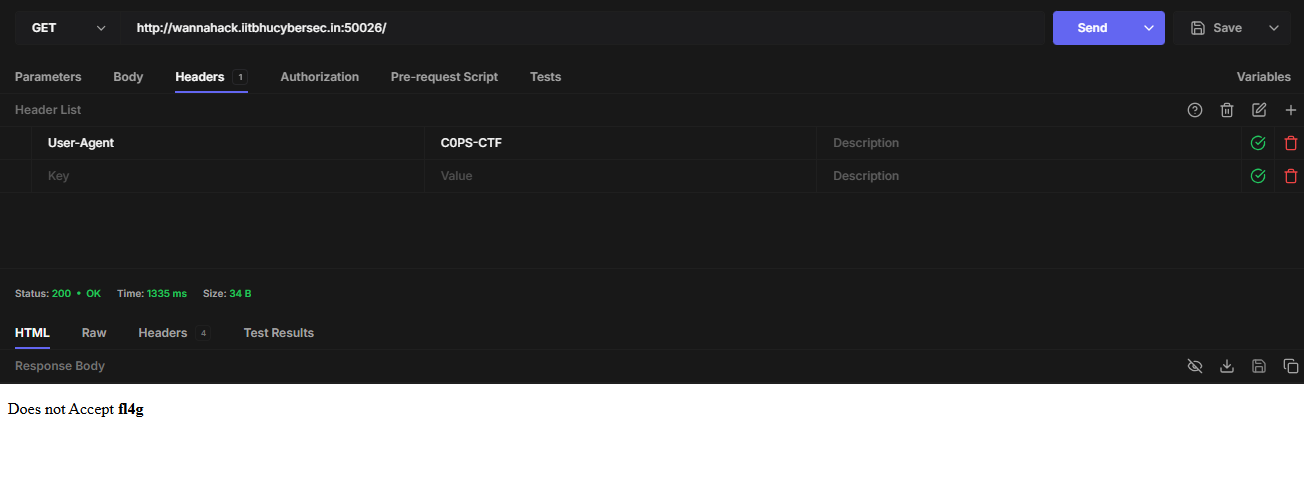 GET http://wannahack.iitbhucybersec.in:50026/ Send Save
Parameters Body Headers 1 Authorization Pre-request Script Tests Variables
Header List
User-Agent C0PS-CTF Description
Key Value Description
Status: 200 • OK Time: 1335 ms Size: 34 B
HTML Raw Headers 4 Test Results
Response Body
Does not Accept fl4g